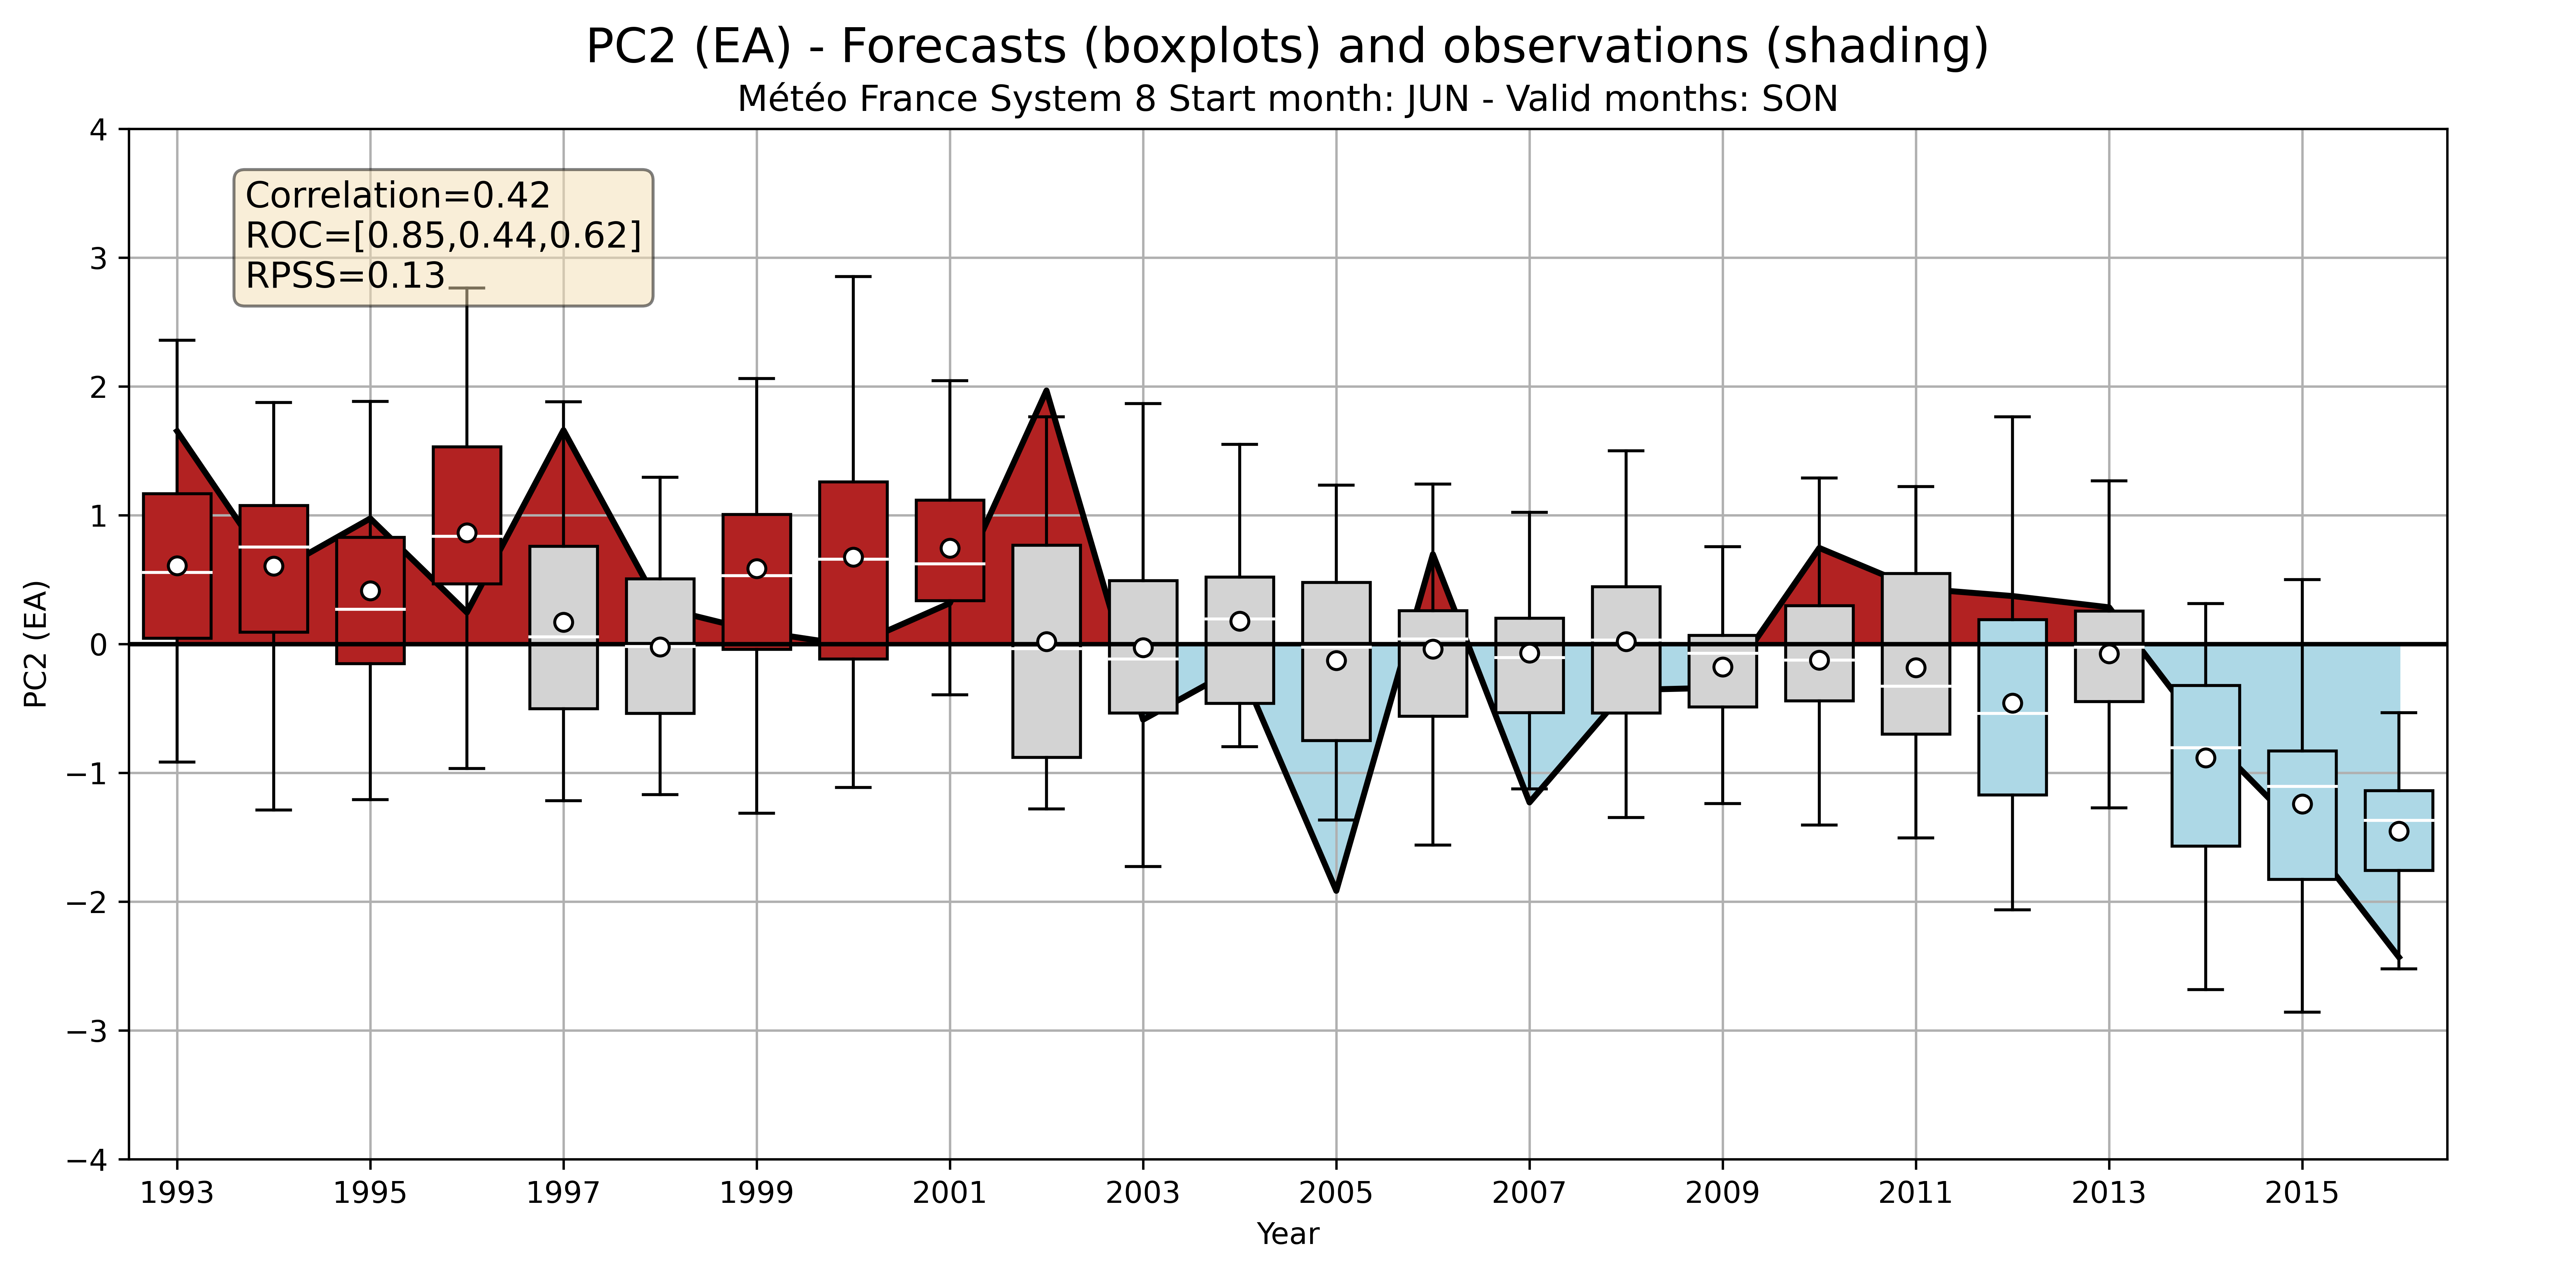 PC2 (EA) - Forecasts (boxplots) and observations (shading)
Météo France System 8 Start month: JUN - Valid months: SON
Correlation=0.42
ROC=[0.85,0.44,0.62]
RPSS=0.13
PC2 (EA)
4
3
2
1
0
−1
−2
−3
−4
1993 1995 1997 1999 2001 2003 2005 2007 2009 2011 2013 2015
Year